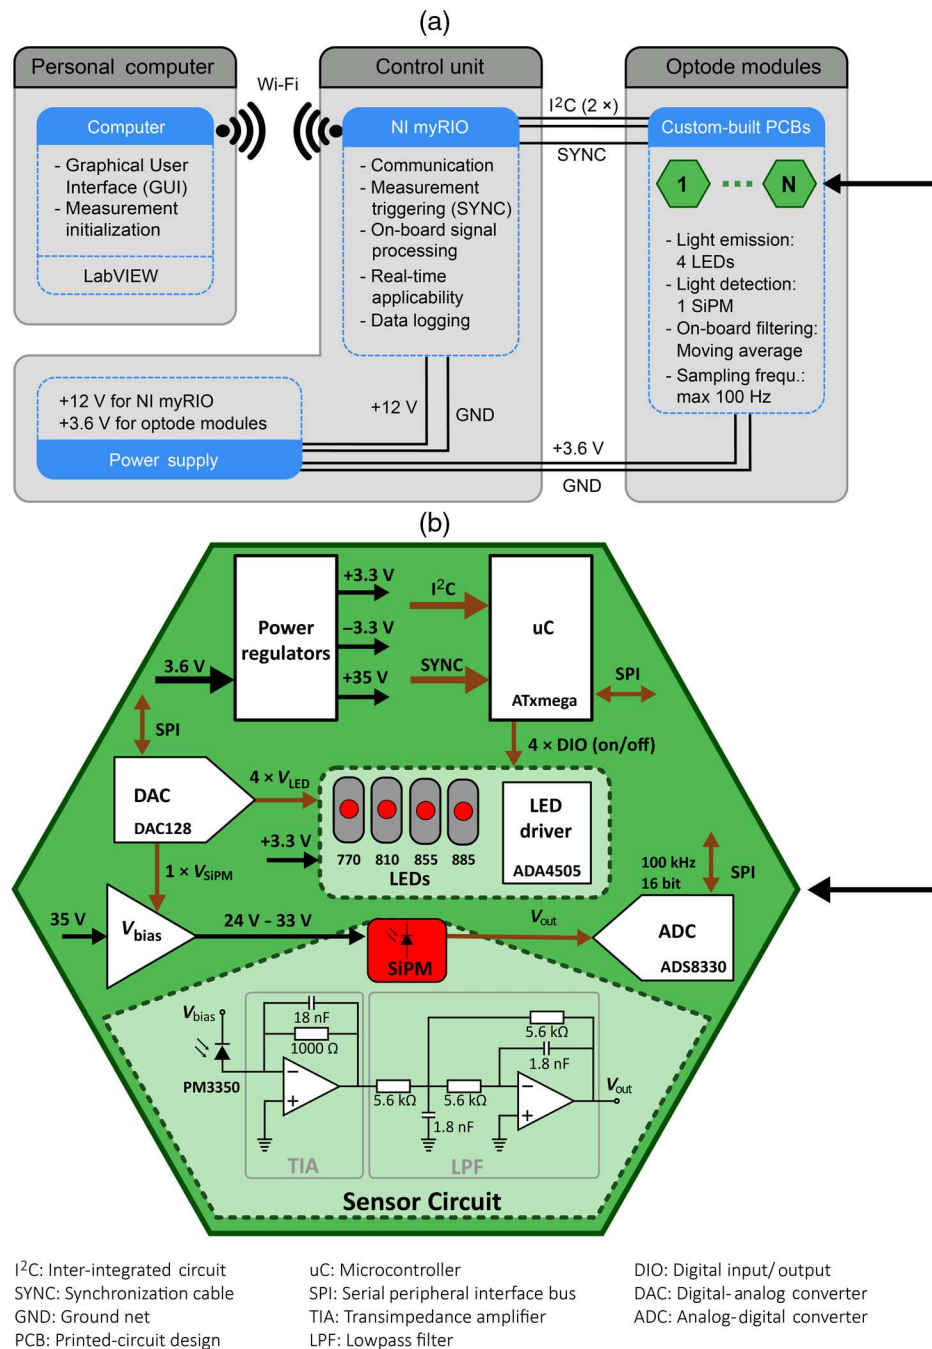 (a)
Personal computer
Control unit
Optode modules
Wi-Fi
I²C (2 ×)
SYNC
Computer
- Graphical User
Interface (GUI)
- Measurement
initialization
LabVIEW
NI myRIO
- Communication
- Measurement
triggering (SYNC)
- On-board signal
processing
- Real-time
applicability
- Data logging
Custom-built PCBs
1
N
- Light emission:
4 LEDs
- Light detection:
1 SiPM
- On-board filtering:
Moving average
- Sampling frequ.:
max 100 Hz
+12 V for NI myRIO
+3.6 V for optode modules
Power supply
+12 V
GND
+3.6 V
GND
(b)
Power
regulators
3.6 V
+3.3 V
–3.3 V
+35 V
I²C
SYNC
uC
ATxmega
SPI
4 × DIO (on/off)
SPI
DAC
DAC128
4 × VLED
+3.3 V
770
810
855
885
LEDs
LED
driver
ADA4505
1 × VSiPM
35 V
Vbias
24 V – 33 V
SiPM
Vout
100 kHz
16 bit
SPI
ADC
ADS8330
Vbias
PM3350
18 nF
1000 Ω
TIA
5.6 kΩ
1.8 nF
5.6 kΩ
5.6 kΩ
1.8 nF
Vout
LPF
Sensor Circuit
I²C: Inter-integrated circuit
SYNC: Synchronization cable
GND: Ground net
PCB: Printed-circuit design
uC: Microcontroller
SPI: Serial peripheral interface bus
TIA: Transimpedance amplifier
LPF: Lowpass filter
DIO: Digital input/output
DAC: Digital-analog converter
ADC: Analog-digital converter